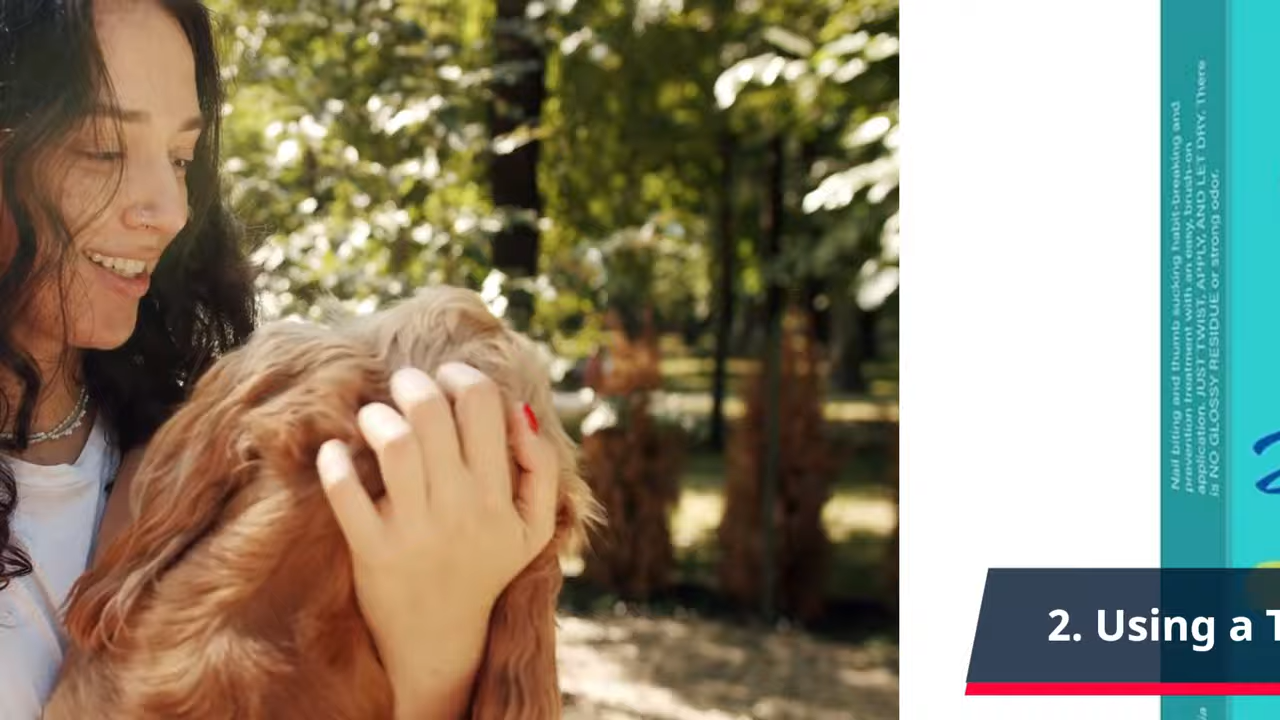 Nail biting and thumb sucking habit-breaking and
prevention treatment with an easy, brush-on
application. JUST TWIST, APPLY, AND LET DRY. There
is NO GLOSSY RESIDUE or strong odor.
2. Using a